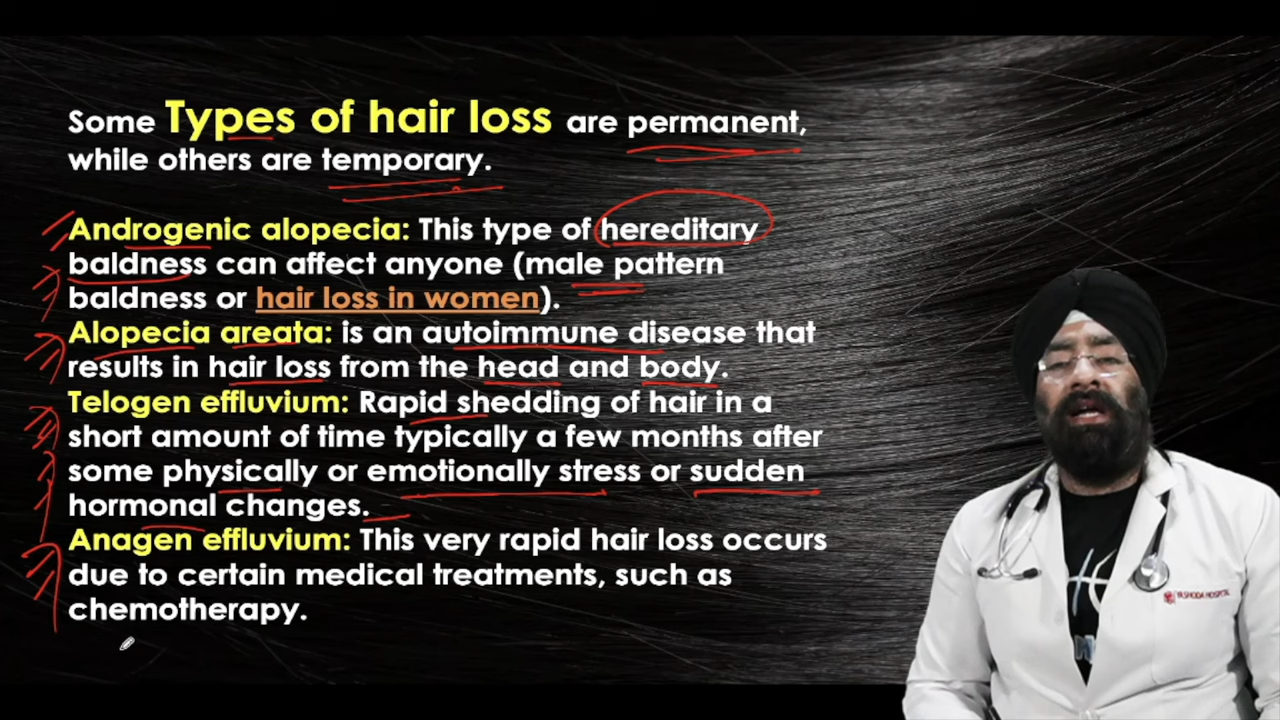 Some Types of hair loss are permanent,
while others are temporary.
Androgenic alopecia: This type of hereditary
baldness can affect anyone (male pattern
baldness or hair loss in women).
Alopecia areata: is an autoimmune disease that
results in hair loss from the head and body.
Telogen effluvium: Rapid shedding of hair in a
short amount of time typically a few months after
some physically or emotionally stress or sudden
hormonal changes.
Anagen effluvium: This very rapid hair loss occurs
due to certain medical treatments, such as
chemotherapy.
YASHODA HOSPITAL